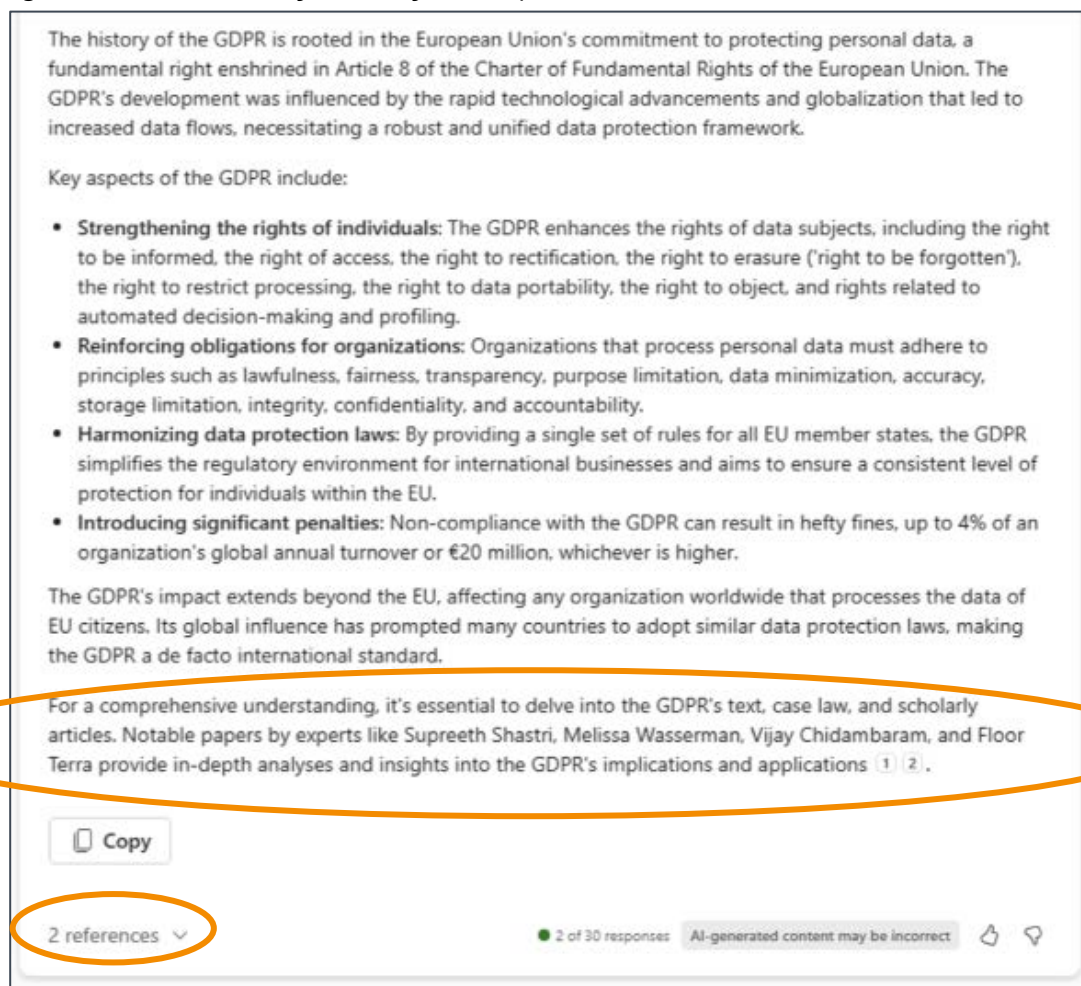 The history of the GDPR is rooted in the European Union's commitment to protecting personal data, a
fundamental right enshrined in Article 8 of the Charter of Fundamental Rights of the European Union. The
GDPR's development was influenced by the rapid technological advancements and globalization that led to
increased data flows, necessitating a robust and unified data protection framework.
Key aspects of the GDPR include:
• Strengthening the rights of individuals: The GDPR enhances the rights of data subjects, including the right
to be informed, the right of access, the right to rectification, the right to erasure ('right to be forgotten'),
the right to restrict processing, the right to data portability, the right to object, and rights related to
automated decision-making and profiling.
• Reinforcing obligations for organizations: Organizations that process personal data must adhere to
principles such as lawfulness, fairness, transparency, purpose limitation, data minimization, accuracy,
storage limitation, integrity, confidentiality, and accountability.
• Harmonizing data protection laws: By providing a single set of rules for all EU member states, the GDPR
simplifies the regulatory environment for international businesses and aims to ensure a consistent level of
protection for individuals within the EU.
• Introducing significant penalties: Non-compliance with the GDPR can result in hefty fines, up to 4% of an
organization's global annual turnover or €20 million, whichever is higher.
The GDPR's impact extends beyond the EU, affecting any organization worldwide that processes the data of
EU citizens. Its global influence has prompted many countries to adopt similar data protection laws, making
the GDPR a de facto international standard.
For a comprehensive understanding, it's essential to delve into the GDPR's text, case law, and scholarly
articles. Notable papers by experts like Supreeth Shastri, Melissa Wasserman, Vijay Chidambaram, and Floor
Terra provide in-depth analyses and insights into the GDPR's implications and applications 1 2 .
Copy
2 references
2 of 30 responses AI-generated content may be incorrect